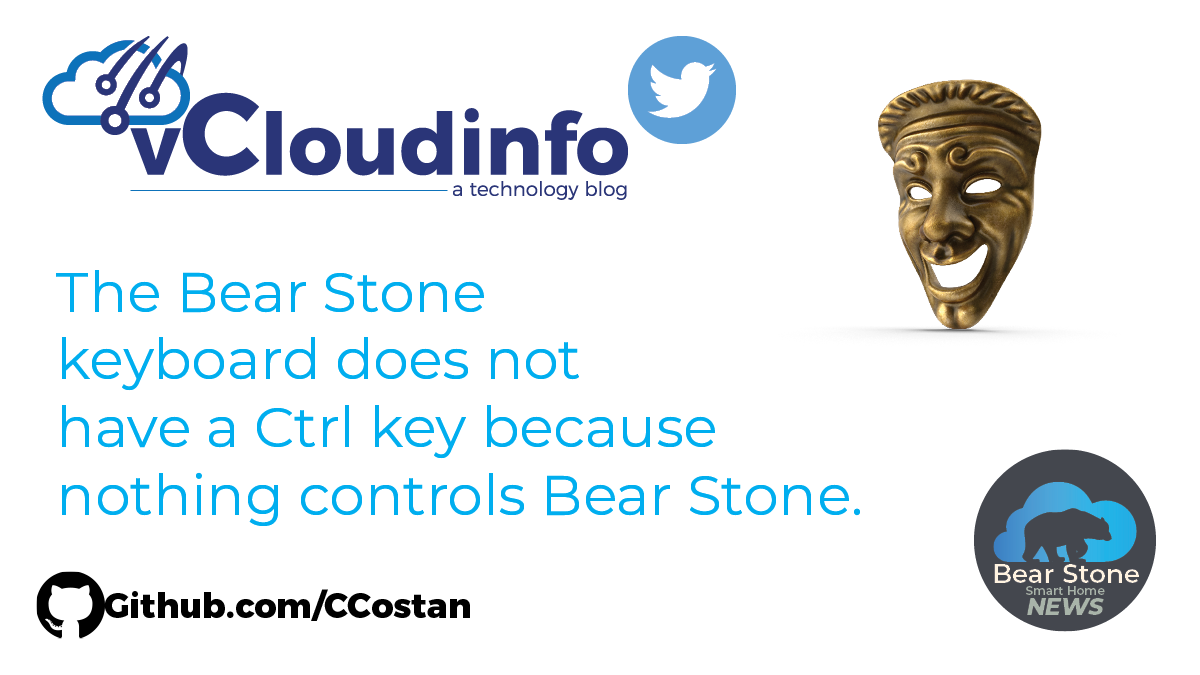 vCloudinfo
a technology blog
The Bear Stone
keyboard does not
have a Ctrl key because
nothing controls Bear Stone.
Bear Stone
Smart Home
NEWS
Github.com/CCostan